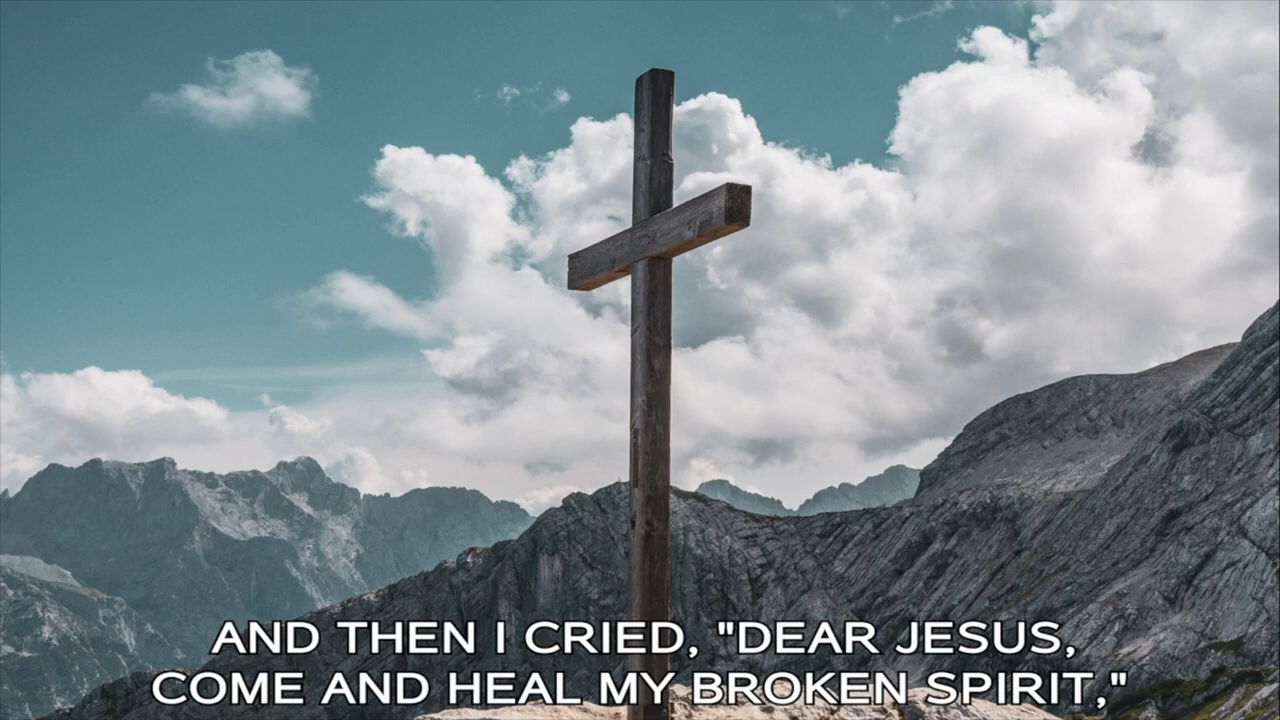 AND THEN I CRIED, "DEAR JESUS,
COME AND HEAL MY BROKEN SPIRIT,"